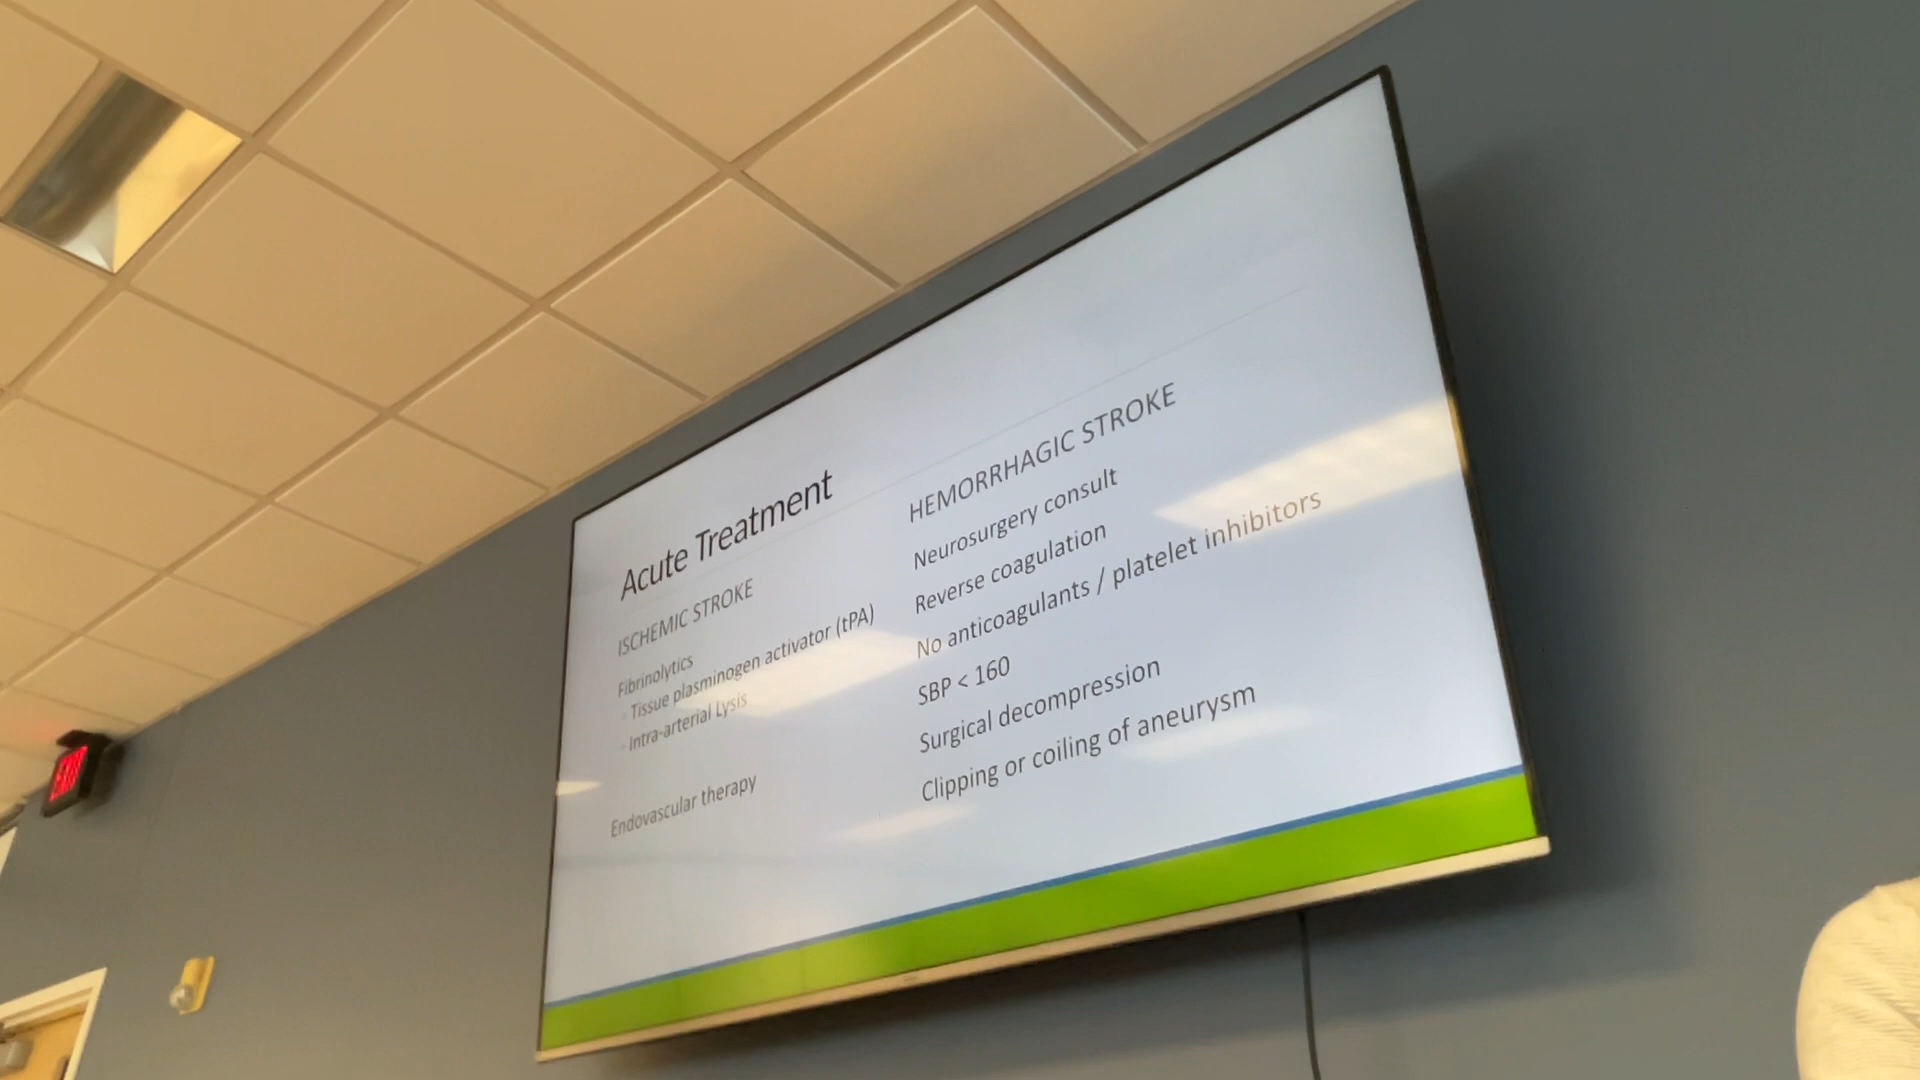 Acute Treatment
ISCHEMIC STROKE
Fibrinolytics
Tissue plasminogen activator (tPA)
Intra-arterial Lysis
Endovascular therapy
HEMORRHAGIC STROKE
Neurosurgery consult
Reverse coagulation
No anticoagulants / platelet inhibitors
SBP < 160
Surgical decompression
Clipping or coiling of aneurysm